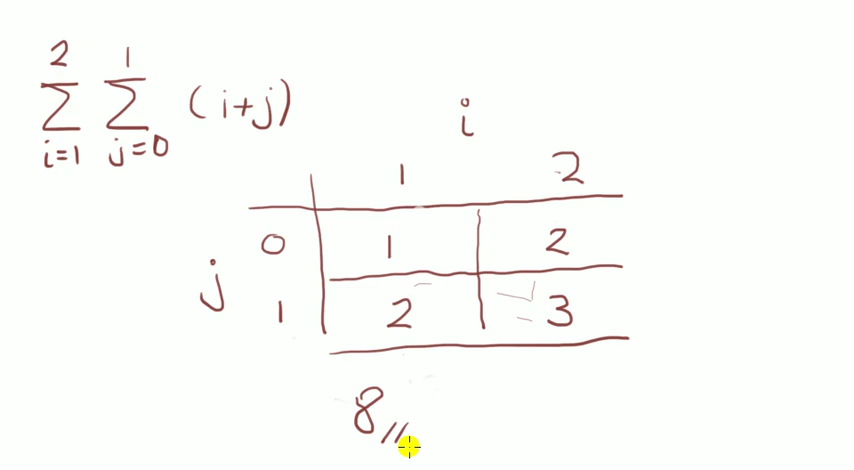 2 1
∑ ∑ (i+j)
i=1 j=0
i
1 2
0 1 2
j
1 2 3
8//